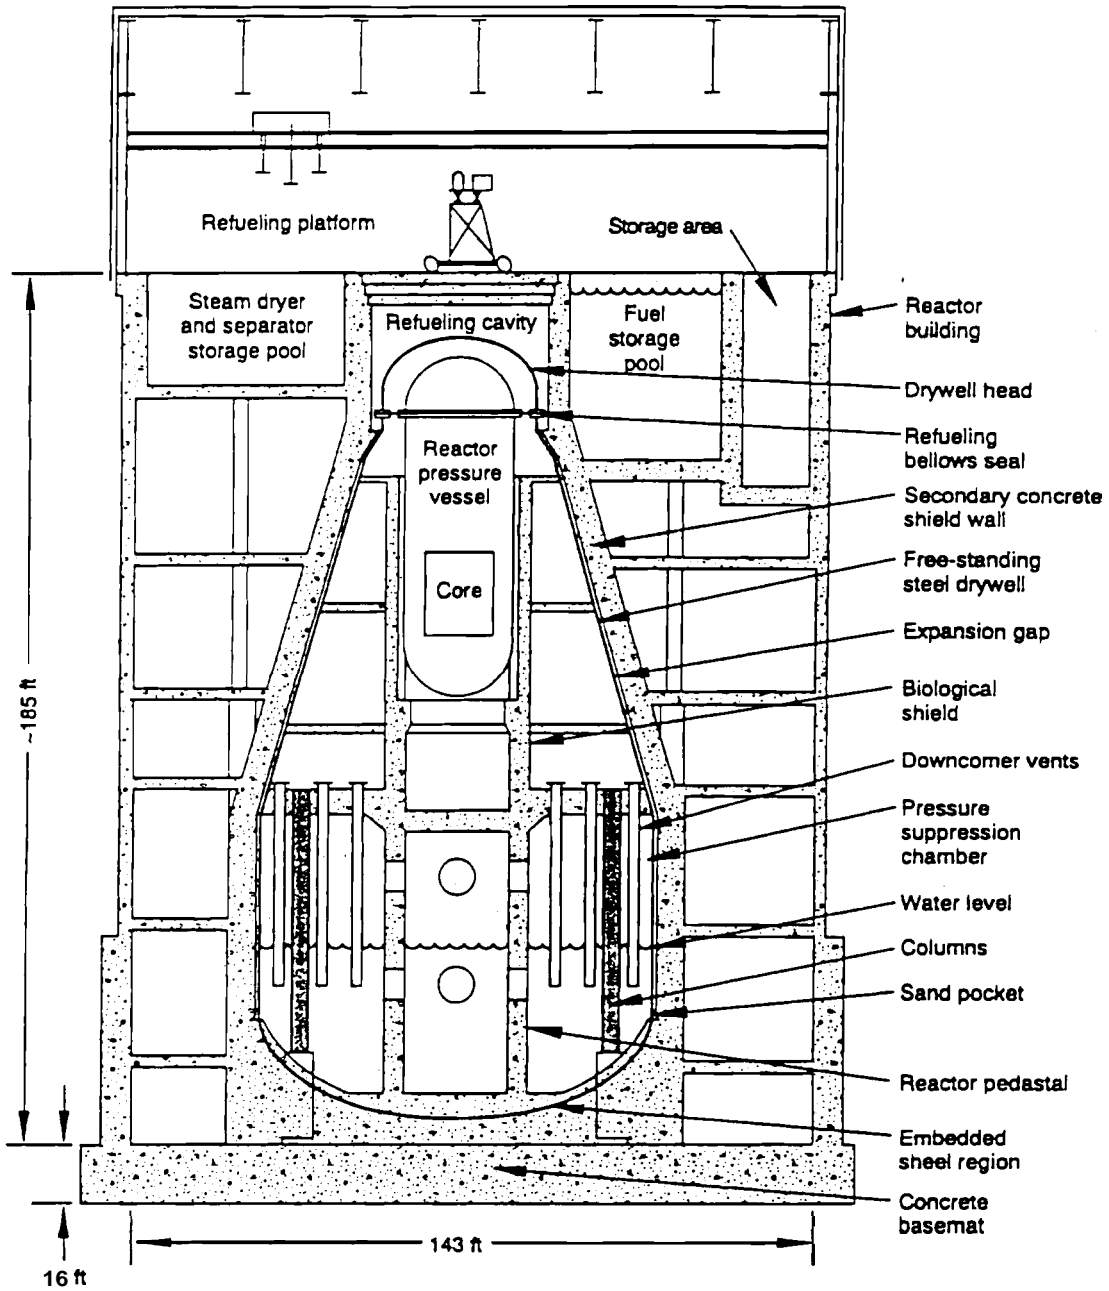 Refueling platform
Storage area
Steam dryer
and separator
storage pool
Refueling cavity
Fuel
storage
pool
Reactor
building
Drywell head
Refueling
bellows seal
Reactor
pressure
vessel
Secondary concrete
shield wall
Free-standing
steel drywell
Core
Expansion gap
Biological
shield
~185 ft
Downcomer vents
Pressure
suppression
chamber
Water level
Columns
Sand pocket
Reactor pedastal
Embedded
sheel region
Concrete
basemat
143 ft
16 ft